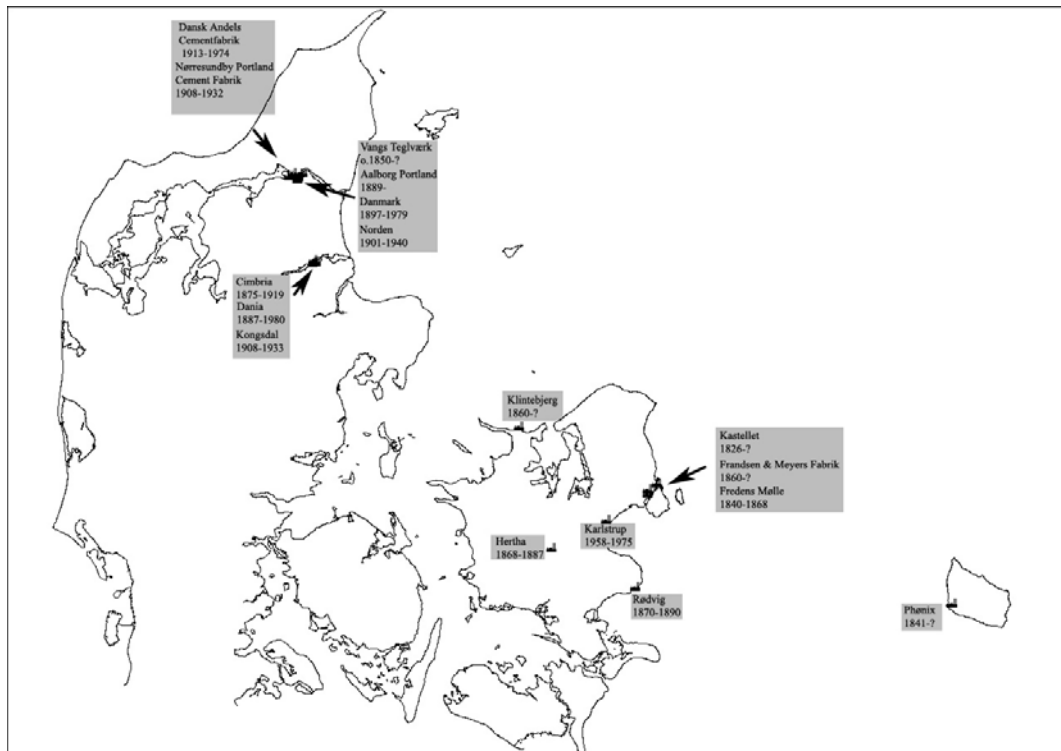 Dansk Andels
Cementfabrik
1913-1974
Nørresundby Portland
Cement Fabrik
1908-1932
Vangs Teglværk
o.1850-?
Aalborg Portland
1889-
Danmark
1897-1979
Norden
1901-1940
Cimbria
1875-1919
Dania
1887-1980
Kongsdal
1908-1933
Klintebjerg
1860-?
Kastellet
1826-?
Frandsen & Meyers Fabrik
1860-?
Fredens Mølle
1840-1868
Karlstrup
1958-1975
Hertha
1868-1887
Rødvig
1870-1890
Phønix
1841-?